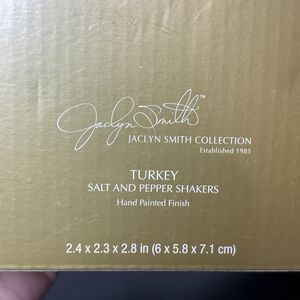 Jaclyn Smith™
JACLYN SMITH COLLECTION
Established 1985
TURKEY
SALT AND PEPPER SHAKERS
Hand Painted Finish
2.4 x 2.3 x 2.8 in (6 x 5.8 x 7.1 cm)